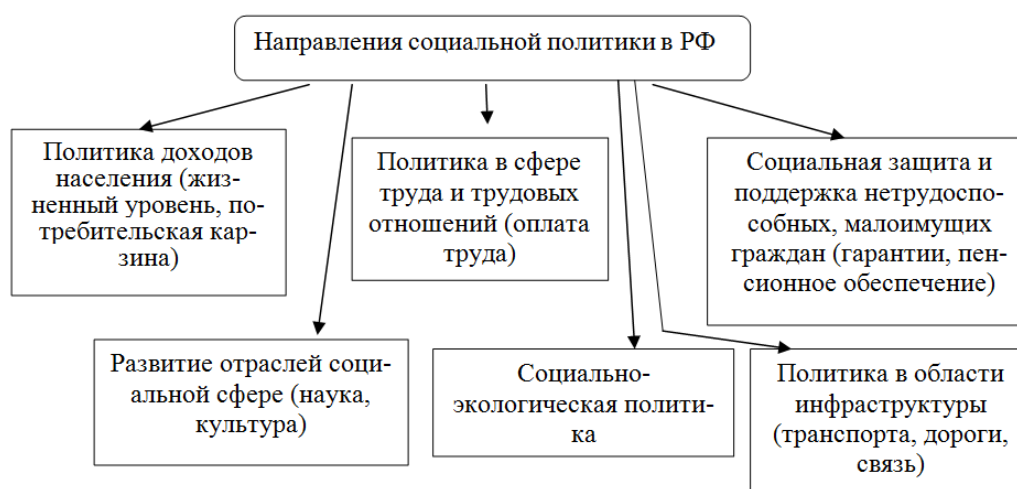 Направления социальной политики в РФ
Политика доходов
населения (жиз-
ненный уровень, по-
требительская кар-
зина)
Политика в сфере
труда и трудовых
отношений (оплата
труда)
Социальная защита и
поддержка нетрудоспо-
собных, малоимущих
граждан (гарантии, пен-
сионное обеспечение)
Развитие отраслей соци-
альной сфере (наука,
культура)
Социально-
экологическая полити-
ка
Политика в области
инфраструктуры
(транспорта, дороги,
связь)